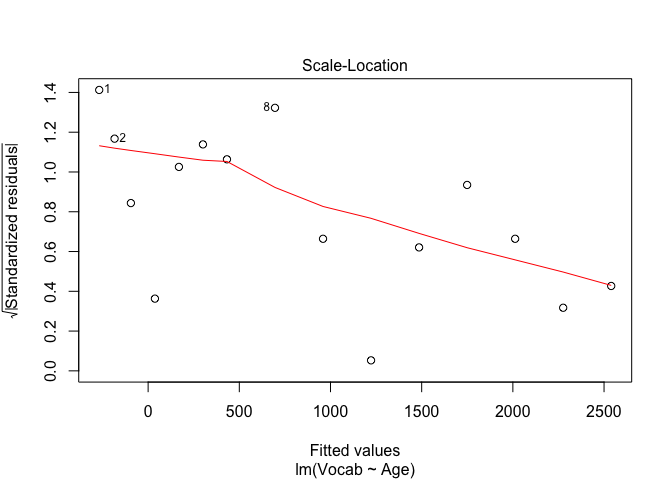 Scale-Location
√|Standardized residuals|
1.4
1.2
1.0
0.8
0.6
0.4
0.2
0.0
1
2
8
0 500 1000 1500 2000 2500
Fitted values
lm(Vocab ~ Age)